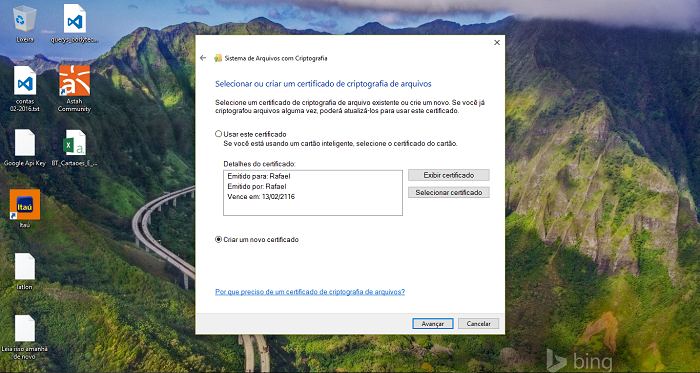 Lixeira
contas
02-2016.txt
Astah
Community
Google Api Key
BT_Cartaoes_E_...
Itaú
Itaú
latlon
Leia isso amanhã
de novo
Sistema de Arquivos com Criptografia
Selecionar ou criar um certificado de criptografia de arquivos
Selecione um certificado de criptografia de arquivo existente ou crie um novo. Se você já
criptografou arquivos alguma vez, poderá atualizá-los para usar este certificado.
Usar este certificado
Se você está usando um cartão inteligente, selecione o certificado do cartão.
Detalhes do certificado:
Emitido para: Rafael
Emitido por: Rafael
Vence em: 13/02/2116
Exibir certificado
Selecionar certificado
Criar um novo certificado
Por que preciso de um certificado de criptografia de arquivos?
Avançar
Cancelar
bing